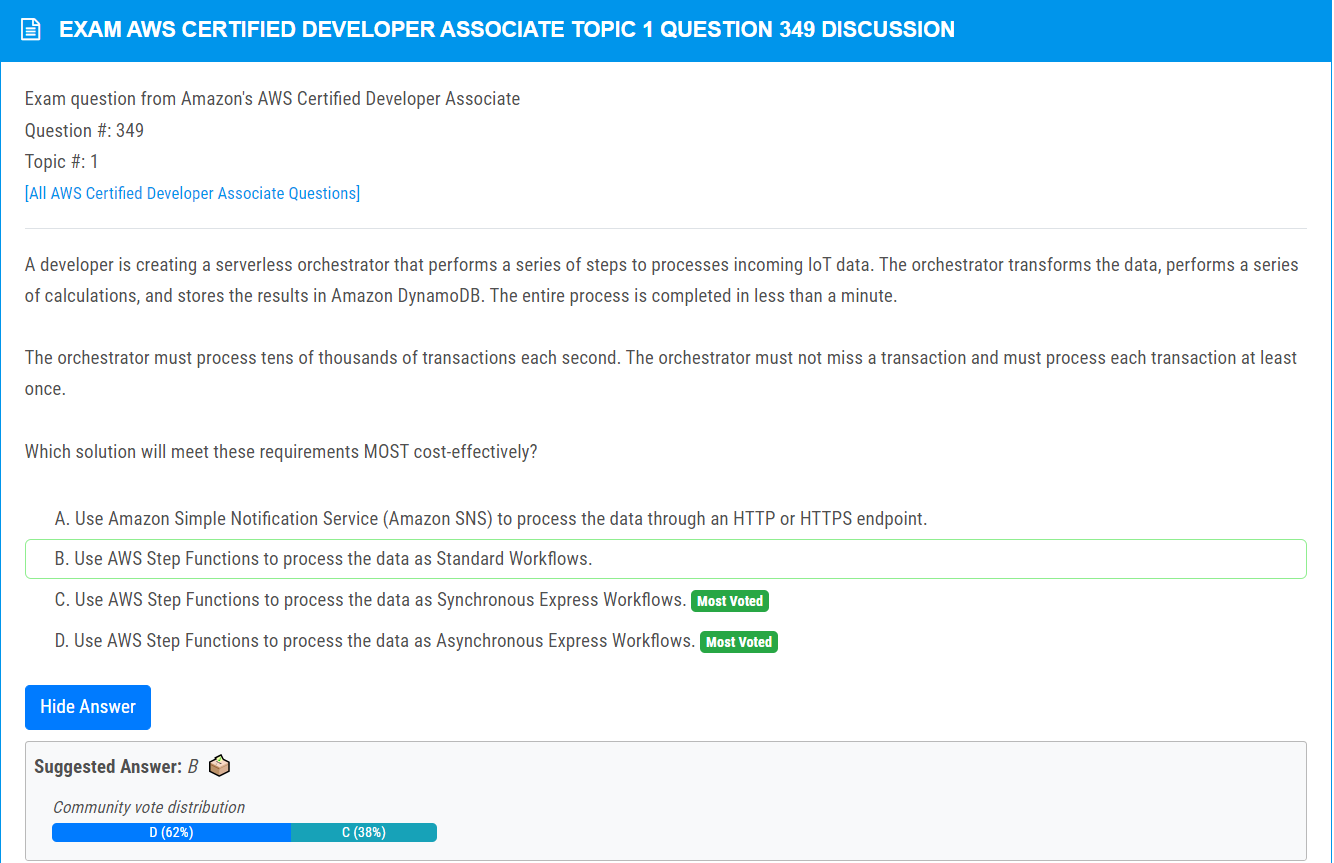 EXAM AWS CERTIFIED DEVELOPER ASSOCIATE TOPIC 1 QUESTION 349 DISCUSSION
Exam question from Amazon's AWS Certified Developer Associate
Question #: 349
Topic #: 1
[All AWS Certified Developer Associate Questions]
A developer is creating a serverless orchestrator that performs a series of steps to processes incoming IoT data. The orchestrator transforms the data, performs a series
of calculations, and stores the results in Amazon DynamoDB. The entire process is completed in less than a minute.
The orchestrator must process tens of thousands of transactions each second. The orchestrator must not miss a transaction and must process each transaction at least
once.
Which solution will meet these requirements MOST cost-effectively?
A. Use Amazon Simple Notification Service (Amazon SNS) to process the data through an HTTP or HTTPS endpoint.
B. Use AWS Step Functions to process the data as Standard Workflows.
C. Use AWS Step Functions to process the data as Synchronous Express Workflows. Most Voted
D. Use AWS Step Functions to process the data as Asynchronous Express Workflows. Most Voted
Hide Answer
Suggested Answer: B
Community vote distribution
D (62%) C (38%)